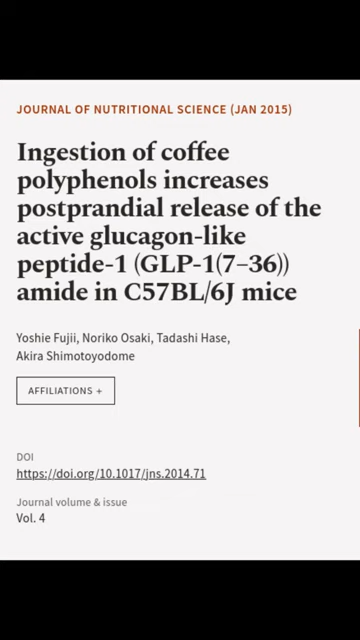 JOURNAL OF NUTRITIONAL SCIENCE (JAN 2015)
Ingestion of coffee
polyphenols increases
postprandial release of the
active glucagon-like
peptide-1 (GLP-1(7–36))
amide in C57BL/6J mice
Yoshie Fujii, Noriko Osaki, Tadashi Hase,
Akira Shimotoyodome
AFFILIATIONS +
DOI
https://doi.org/10.1017/jns.2014.71
Journal volume & issue
Vol. 4